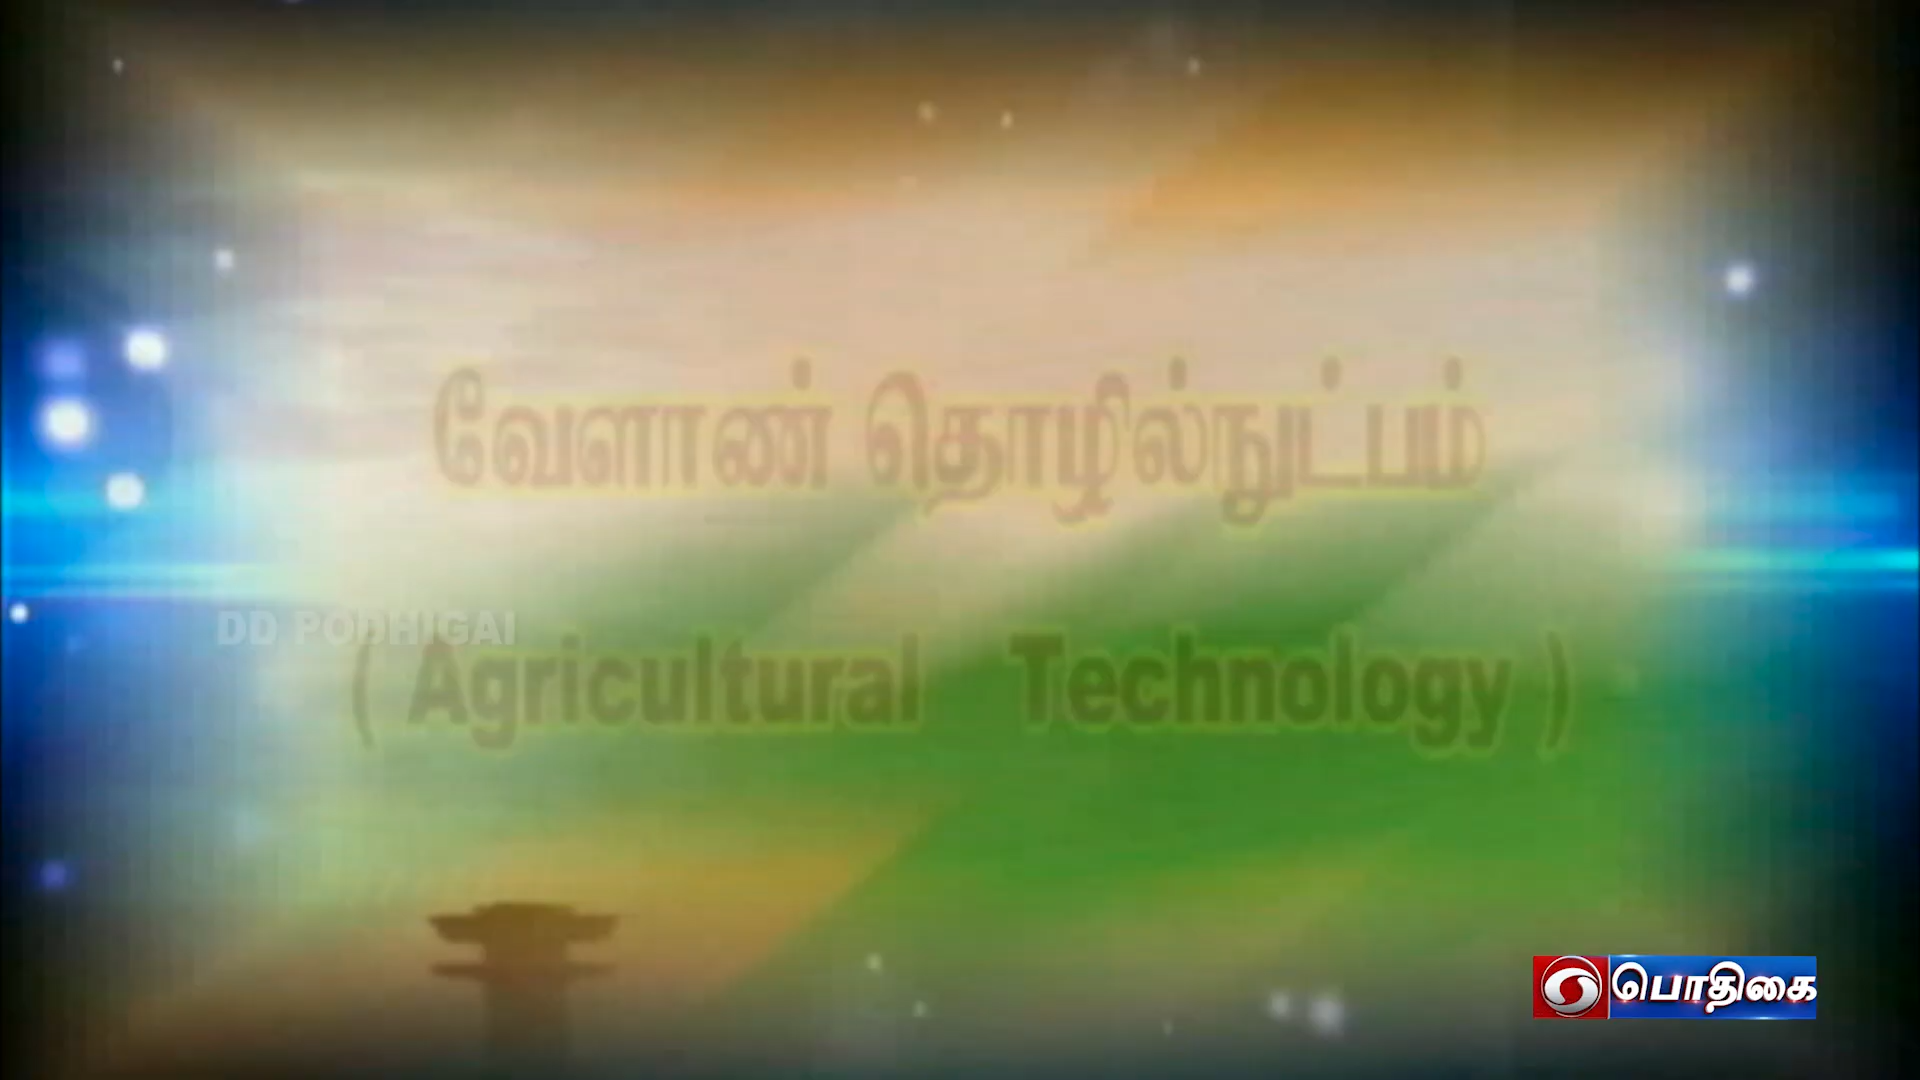 வேளாண் தொழில்நுட்பம்
DD PODHIGAI
( Agricultural Technology )
பொதிகை